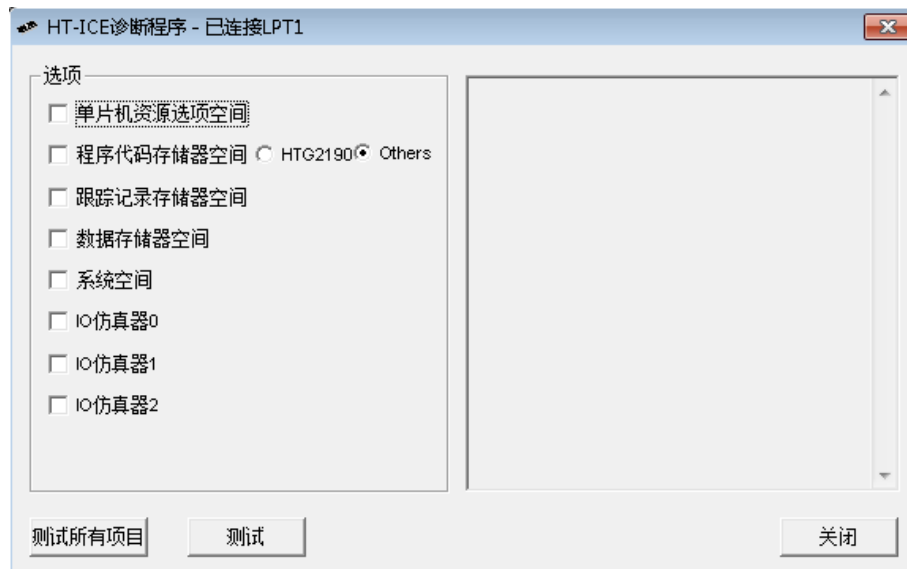 HT-ICE诊断程序 - 已连接LPT1
选项
单片机资源选项空间
程序代码存储器空间 HTG2190 Others
跟踪记录存储器空间
数据存储器空间
系统空间
IO仿真器0
IO仿真器1
IO仿真器2
测试所有项目 测试 关闭